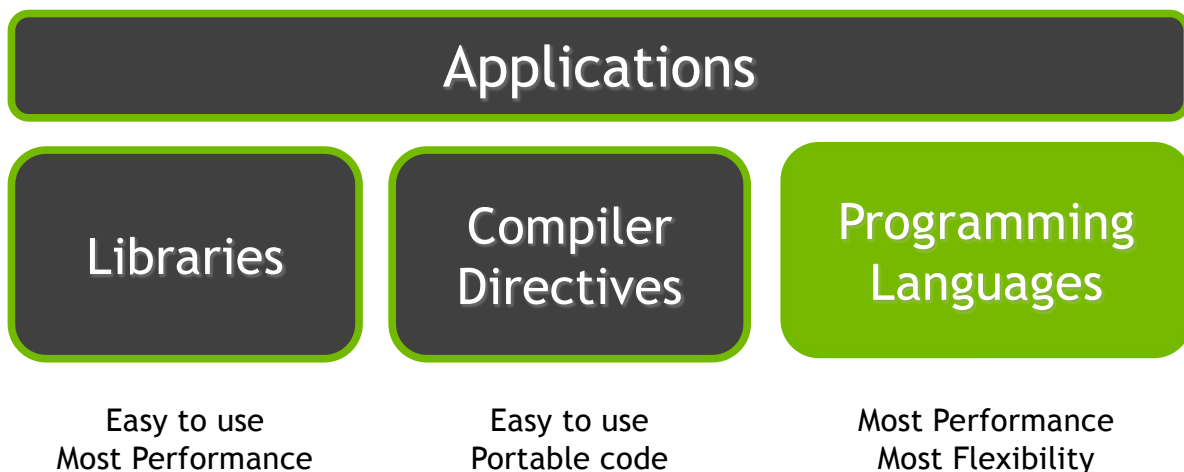 Applications
Libraries
Compiler
Directives
Programming
Languages
Easy to use
Most Performance
Easy to use
Portable code
Most Performance
Most Flexibility